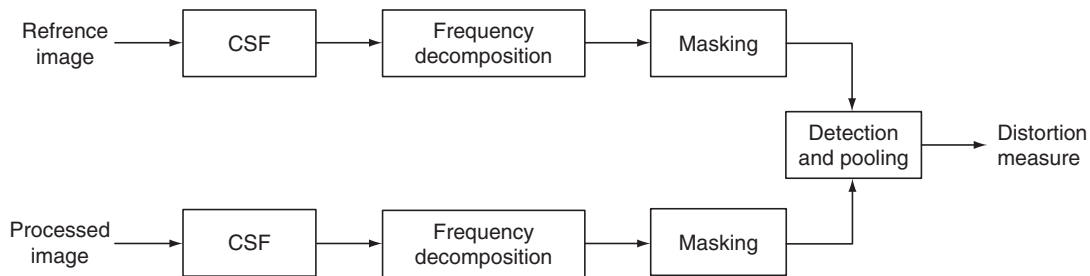 Refrence
image
CSF
Frequency
decomposition
Masking
Detection
and pooling
Distortion
measure
Processed
image
CSF
Frequency
decomposition
Masking